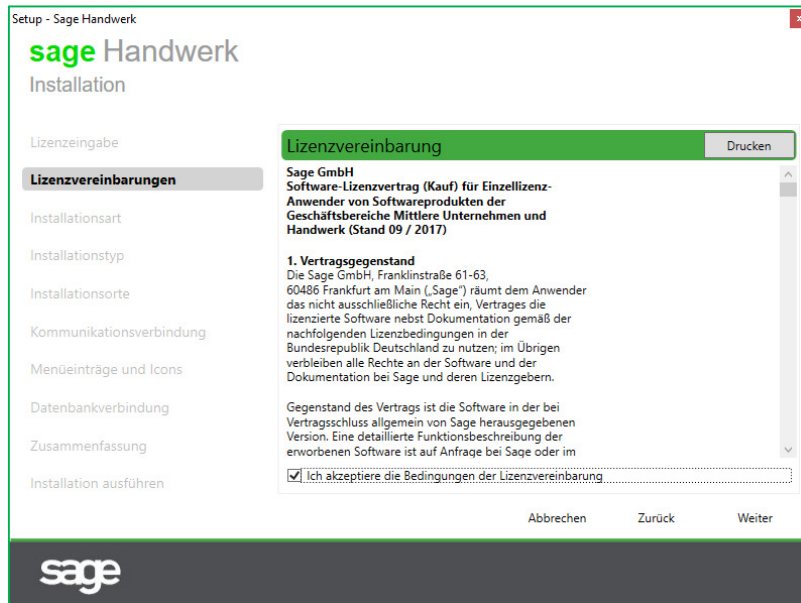 Setup - Sage Handwerk
sage Handwerk
Installation
Lizenzeingabe
Lizenzvereinbarungen
Installationsart
Installationstyp
Installationsorte
Kommunikationsverbindung
Menüeinträge und Icons
Datenbankverbindung
Zusammenfassung
Installation ausführen
Lizenzvereinbarung
Drucken
Sage GmbH
Software-Lizenzvertrag (Kauf) für Einzellizenz-
Anwender von Softwareprodukten der
Geschäftsbereiche Mittlere Unternehmen und
Handwerk (Stand 09 / 2017)
1. Vertragsgegenstand
Die Sage GmbH, Franklinstraße 61-63,
60486 Frankfurt am Main („Sage") räumt dem Anwender
das nicht ausschließliche Recht ein, Vertrages die
lizenzierte Software nebst Dokumentation gemäß der
nachfolgenden Lizenzbedingungen in der
Bundesrepublik Deutschland zu nutzen; im Übrigen
verbleiben alle Rechte an der Software und der
Dokumentation bei Sage und deren Lizenzgebern.
Gegenstand des Vertrags ist die Software in der bei
Vertragsschluss allgemein von Sage herausgegebenen
Version. Eine detaillierte Funktionsbeschreibung der
erworbenen Software ist auf Anfrage bei Sage oder im
Ich akzeptiere die Bedingungen der Lizenzvereinbarung
Abbrechen
Zurück
Weiter
sage